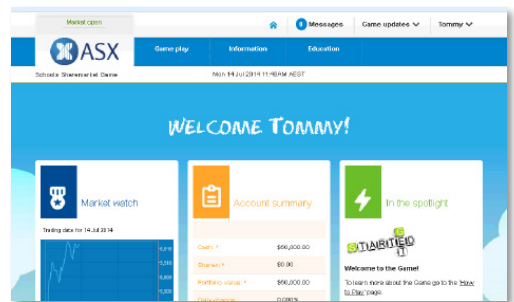 Market open
0 Messages
Game updates
Tommy
ASX
Game play
Information
Education
Schools Sharemarket Game
Mon 14 Jul 2014 11:48AM AEST
WELCOME TOMMY!
Market watch
Trading data for 14 Jul 2014
Account summary
Cash: *
$50,000.00
Shares: *
$0.00
Portfolio value: *
$50,000.00
0.000%
In the spotlight
STARTED
Welcome to the Game!
To learn more about the Game go to the 'How
to Play' page.